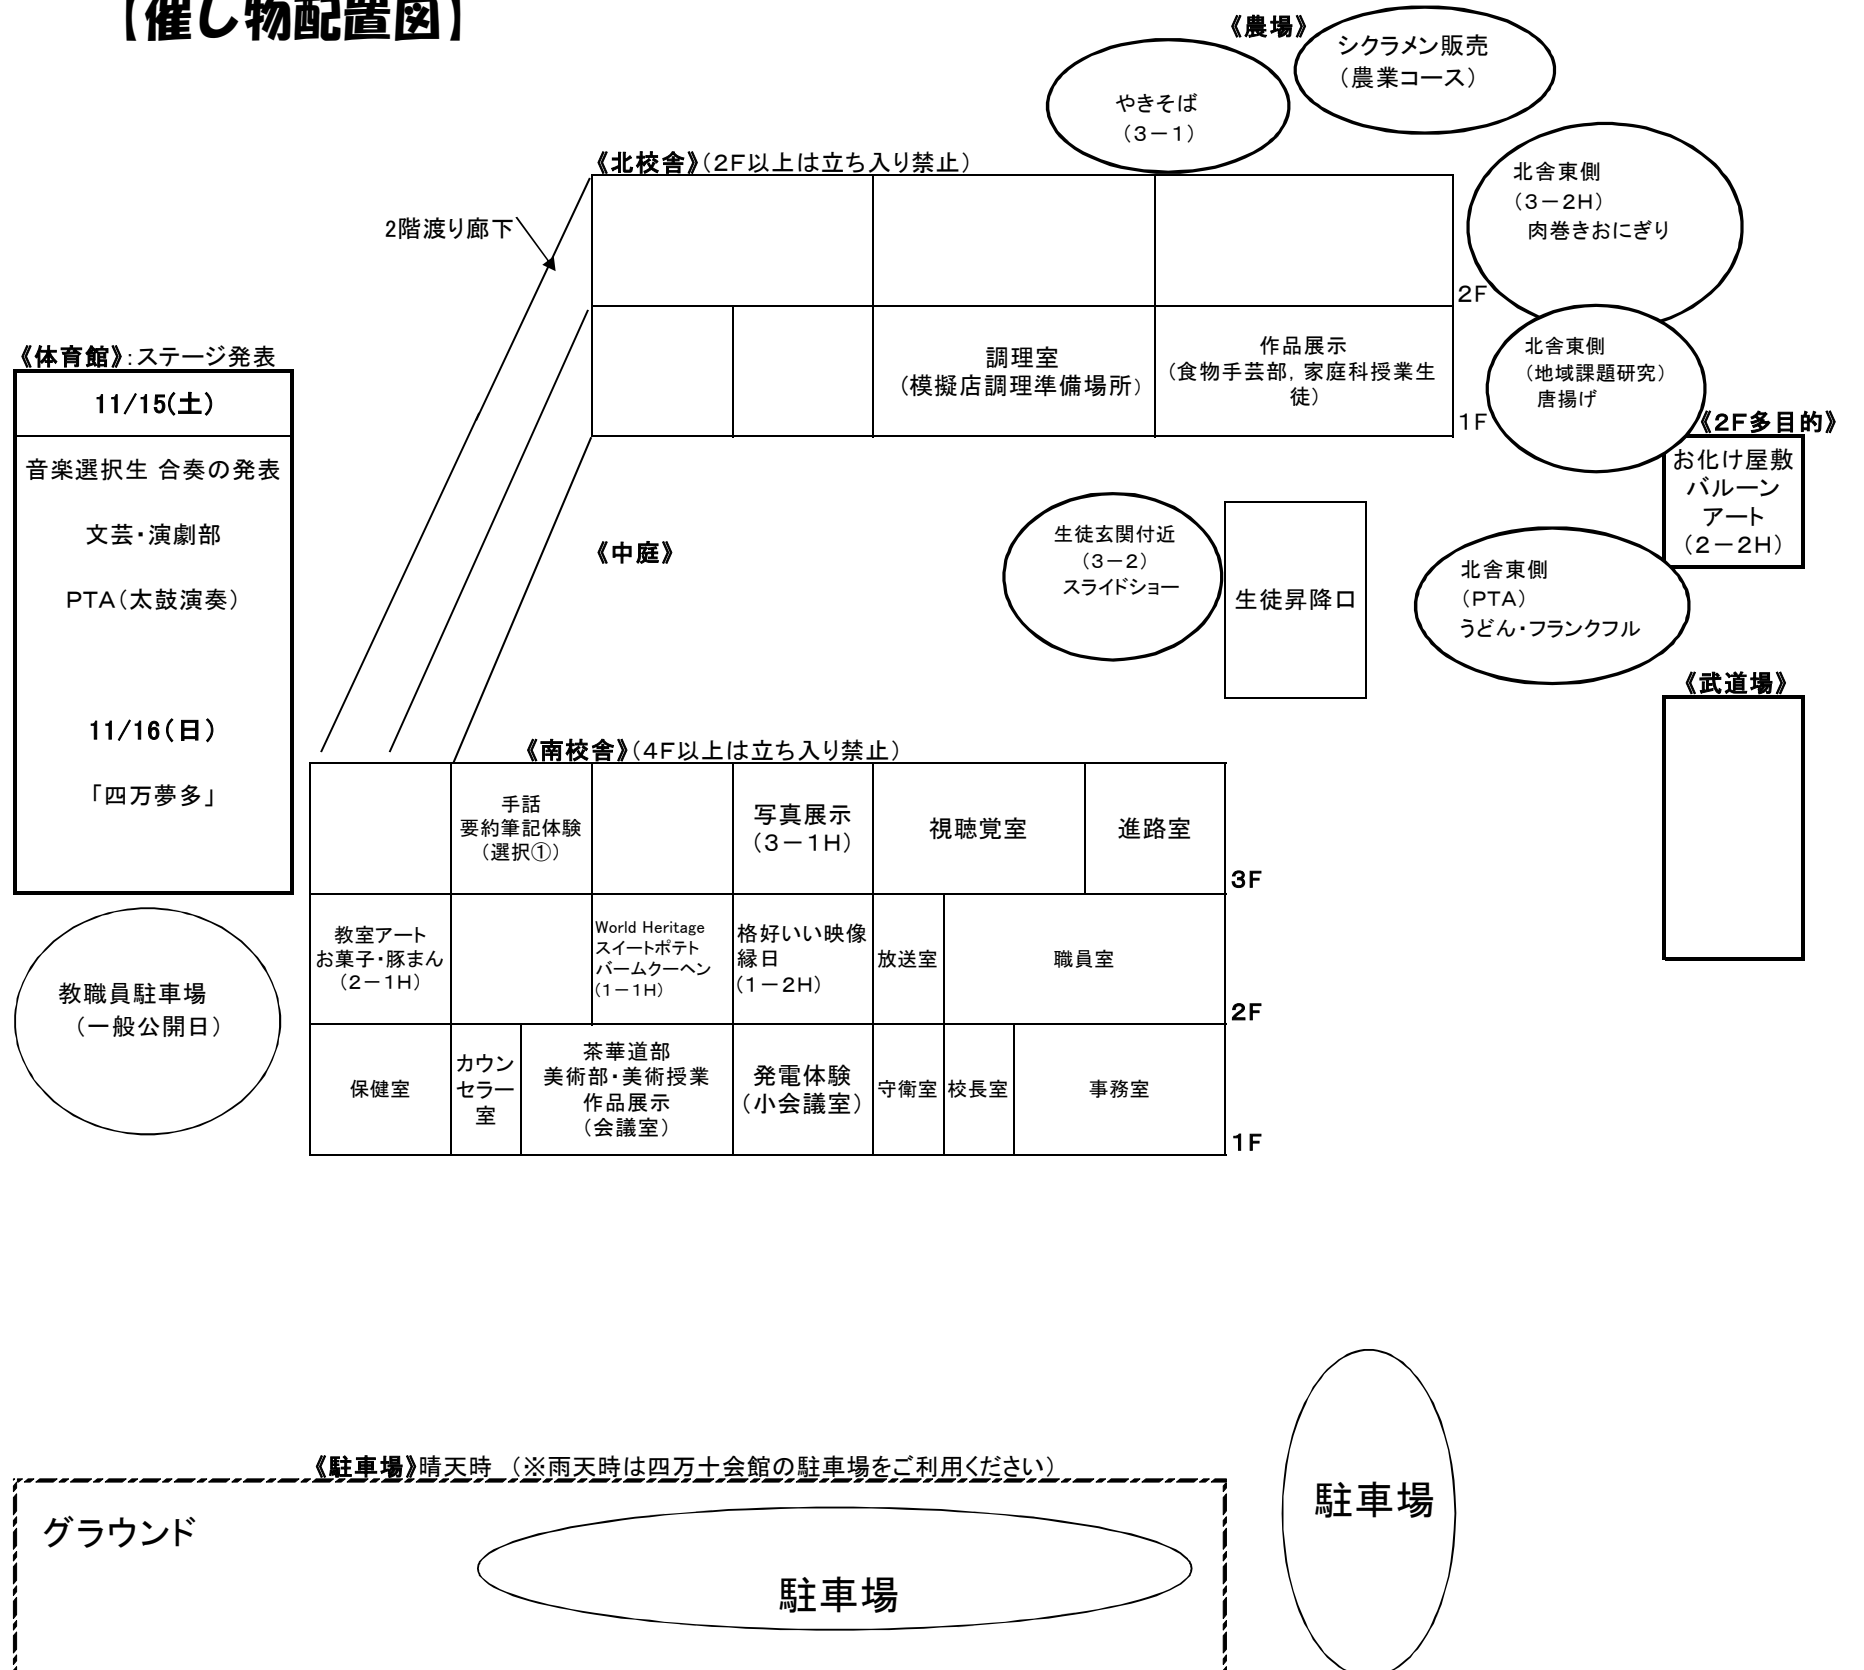 【催し物配置図】
《農場》
シクラメン販売
（農業コース）
やきそば
（3－1）
《北校舎》（2F以上は立ち入り禁止）
北舎東側
（3－2H）
肉巻きおにぎり
2階渡り廊下
2F
調理室
（模擬店調理準備場所）
作品展示
（食物手芸部，家庭科授業生
徒）
1F
北舎東側
（地域課題研究）
唐揚げ
《2F多目的》
お化け屋敷
バルーン
アート
（2－2H）
《体育館》：ステージ発表
11/15(土)
音楽選択生 合奏の発表
文芸・演劇部
PTA（太鼓演奏）
11/16（日）
「四万夢多」
《中庭》
生徒玄関付近
（3－2）
スライドショー
生徒昇降口
北舎東側
（PTA）
うどん・フランクフル
《武道場》
《南校舎》（4F以上は立ち入り禁止）
手話
要約筆記体験
（選択①）
写真展示
（3－1H）
視聴覚室
進路室
3F
教室アート
お菓子・豚まん
（2－1H）
World Heritage
スイートポテト
バームクーヘン
（1－1H）
格好いい映像
縁日
（1－2H）
放送室
職員室
2F
保健室
カウン
セラー
室
茶華道部
美術部・美術授業
作品展示
（会議室）
発電体験
（小会議室）
守衛室
校長室
事務室
1F
教職員駐車場
（一般公開日）
《駐車場》晴天時　（※雨天時は四万十会館の駐車場をご利用ください）
グラウンド
駐車場
駐車場